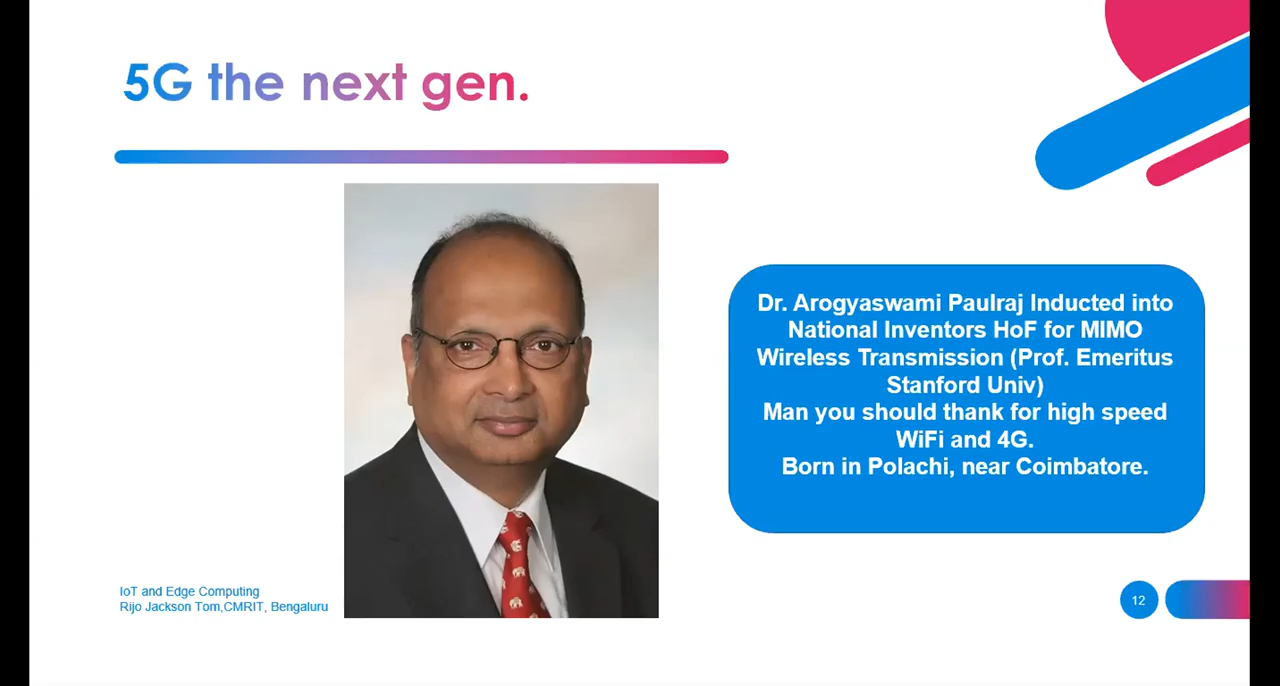 5G the next gen.
Dr. Arogyaswami Paulraj Inducted into
National Inventors HoF for MIMO
Wireless Transmission (Prof. Emeritus
Stanford Univ)
Man you should thank for high speed
WiFi and 4G.
Born in Polachi, near Coimbatore.
IoT and Edge Computing
Rijo Jackson Tom,CMRIT, Bengaluru
12